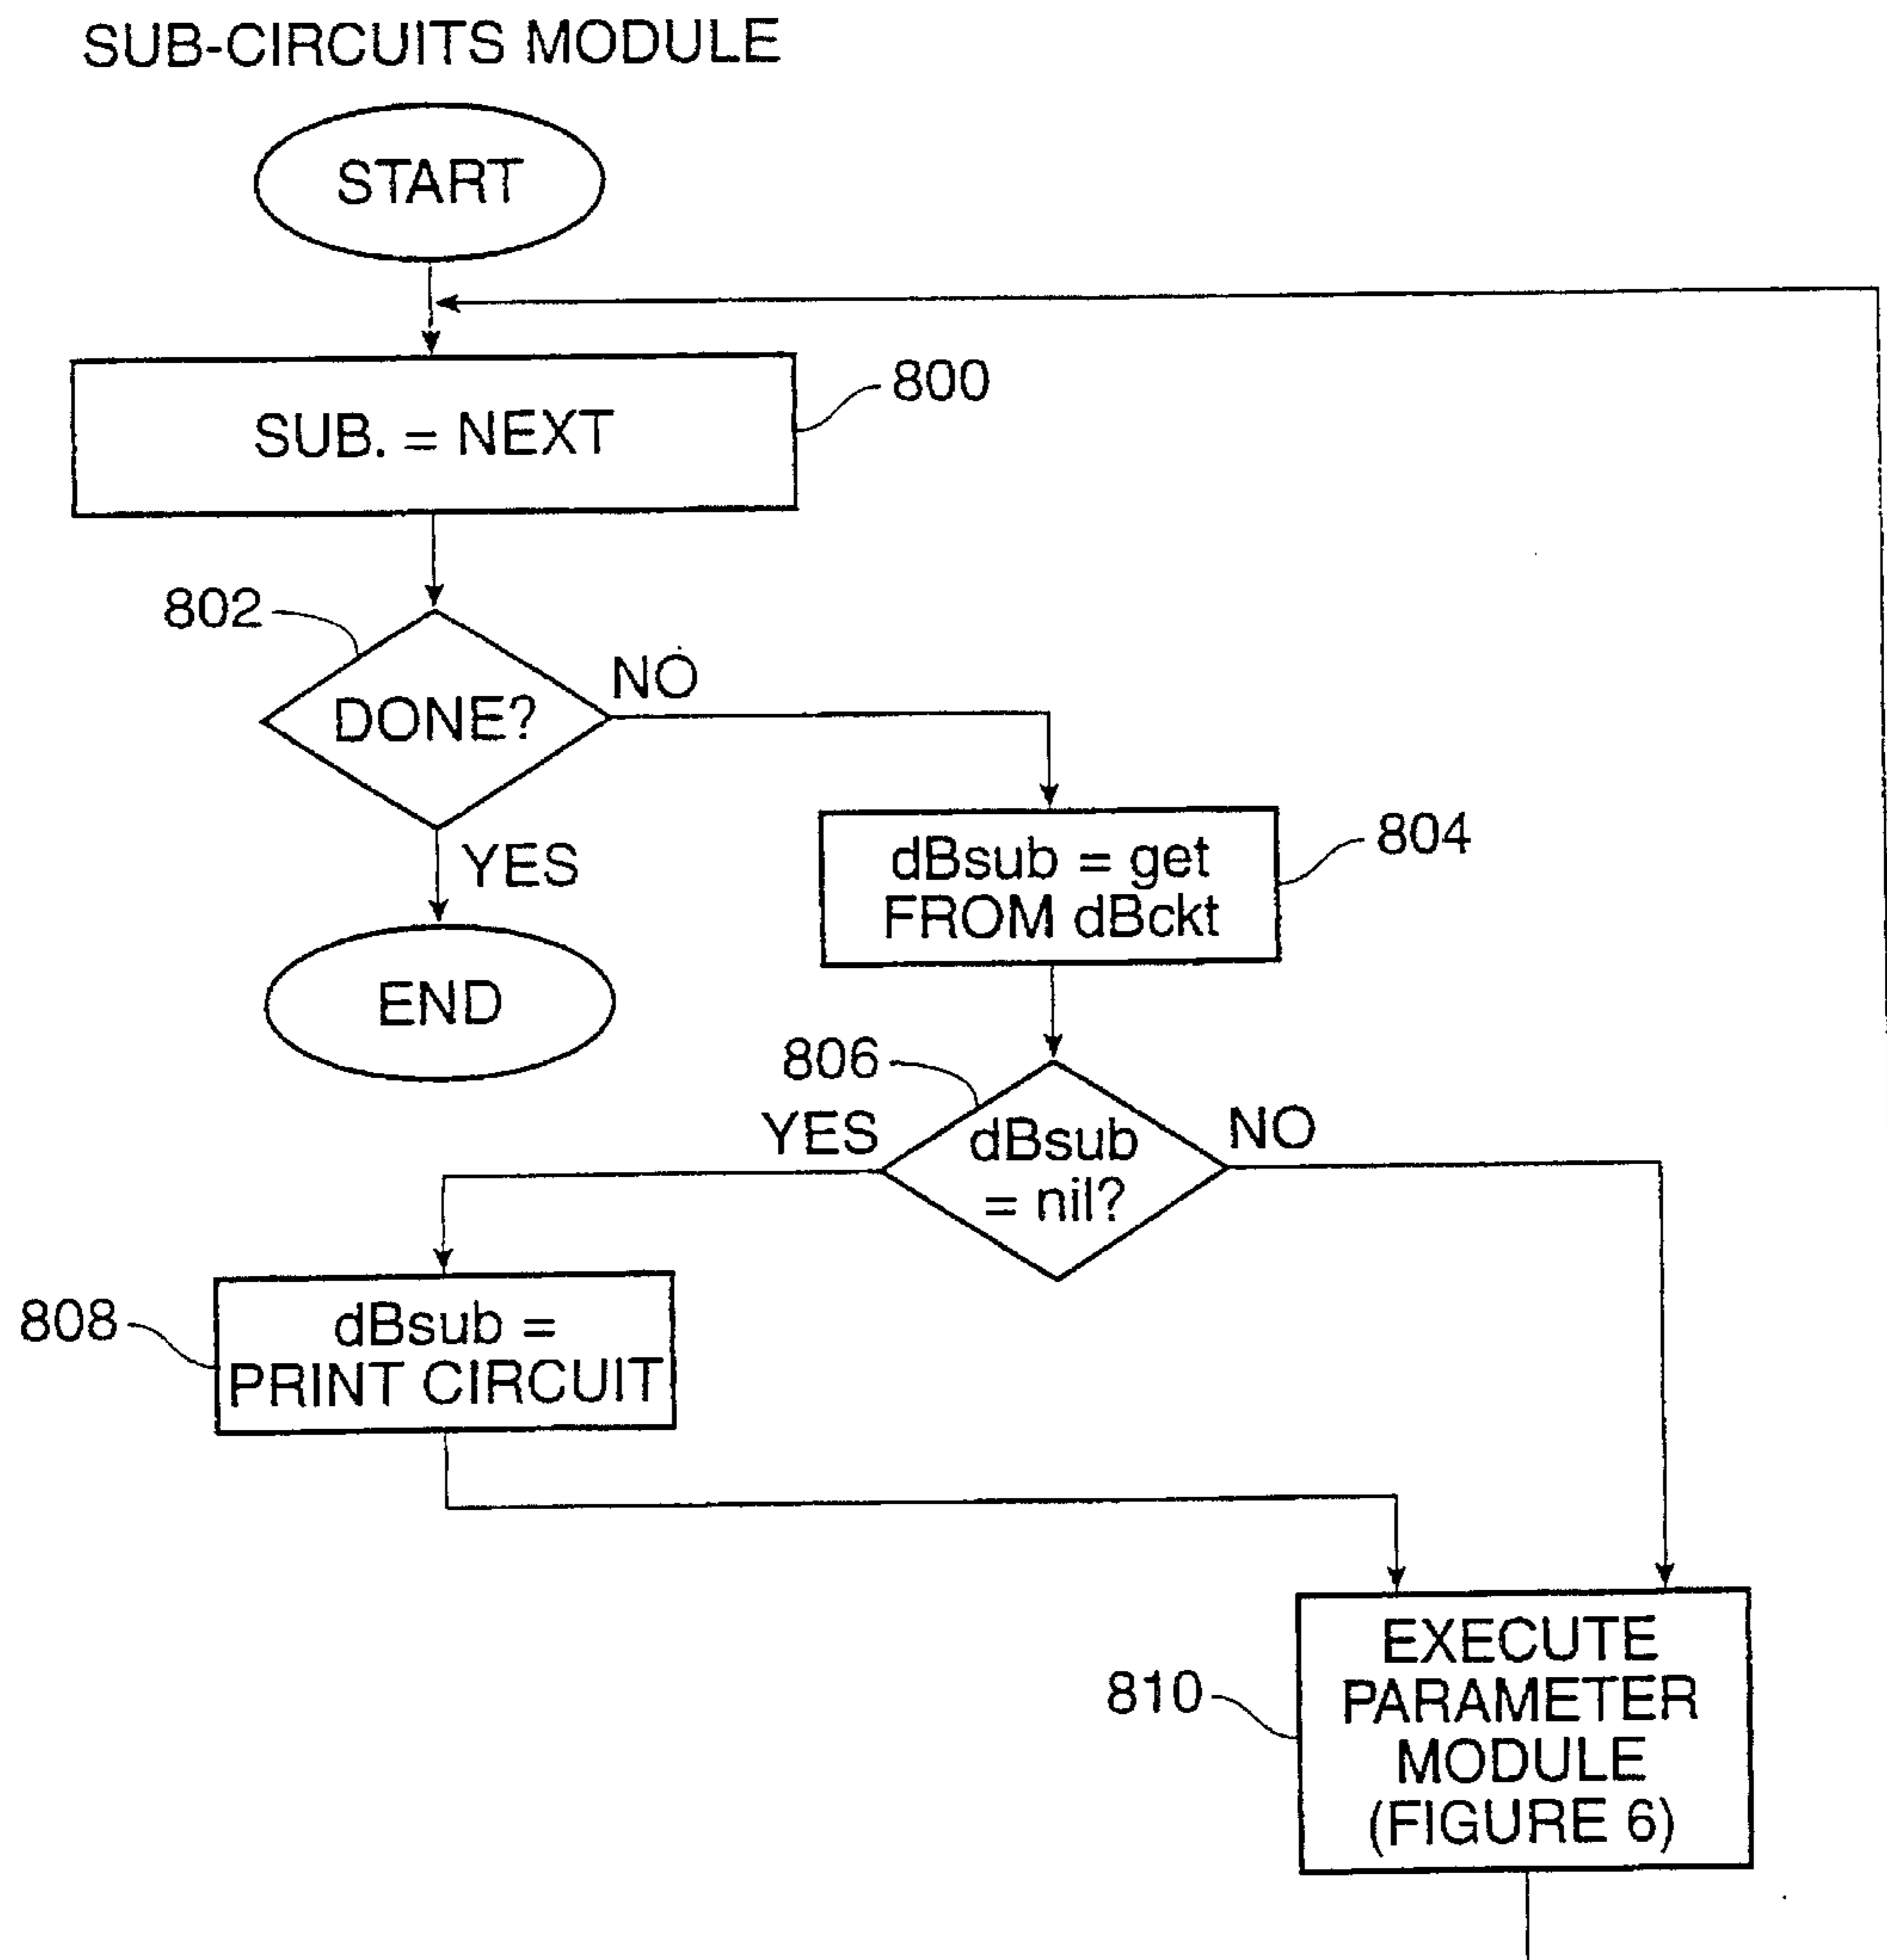 SUB-CIRCUITS MODULE
START
SUB. = NEXT
800
802
DONE?
NO
YES
END
dBsub = get
FROM dBckt
804
806
dBsub
= nil?
YES
NO
808
dBsub =
PRINT CIRCUIT
810
EXECUTE
PARAMETER
MODULE
(FIGURE 6)